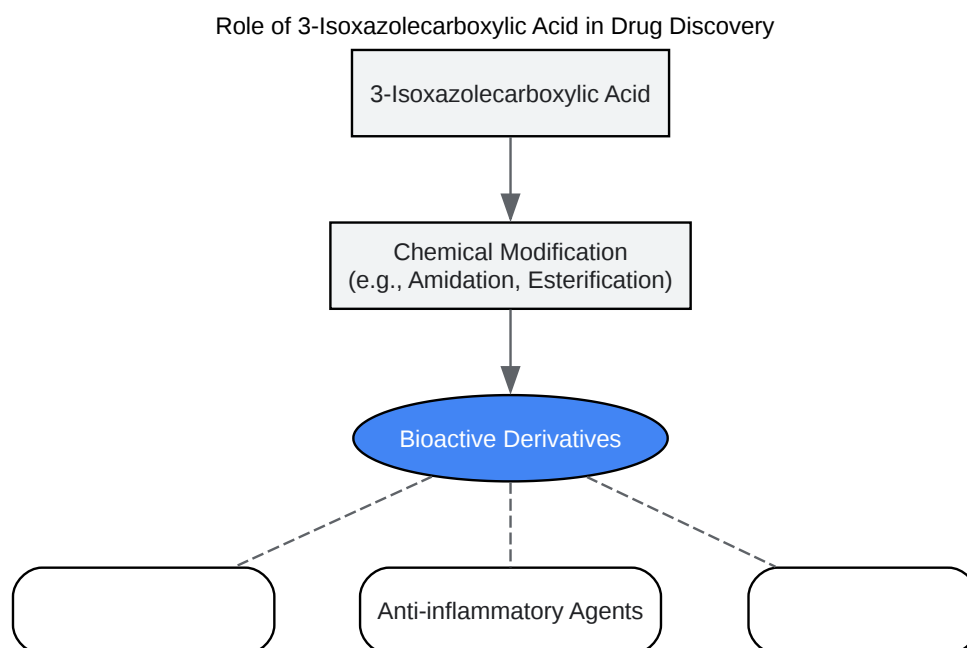 Role of 3-Isoxazolecarboxylic Acid in Drug Discovery
3-Isoxazolecarboxylic Acid
Chemical Modification
(e.g., Amidation, Esterification)
Bioactive Derivatives
Anti-inflammatory Agents